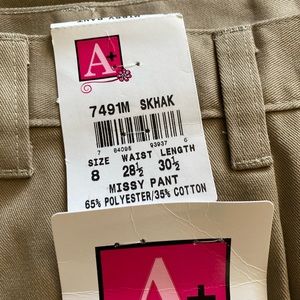 A+
7491M SKHAK
7 84096 93937 6
SIZE WAIST LENGTH
8 28½ 30½
MISSY PANT
65% POLYESTER/35% COTTON
A+